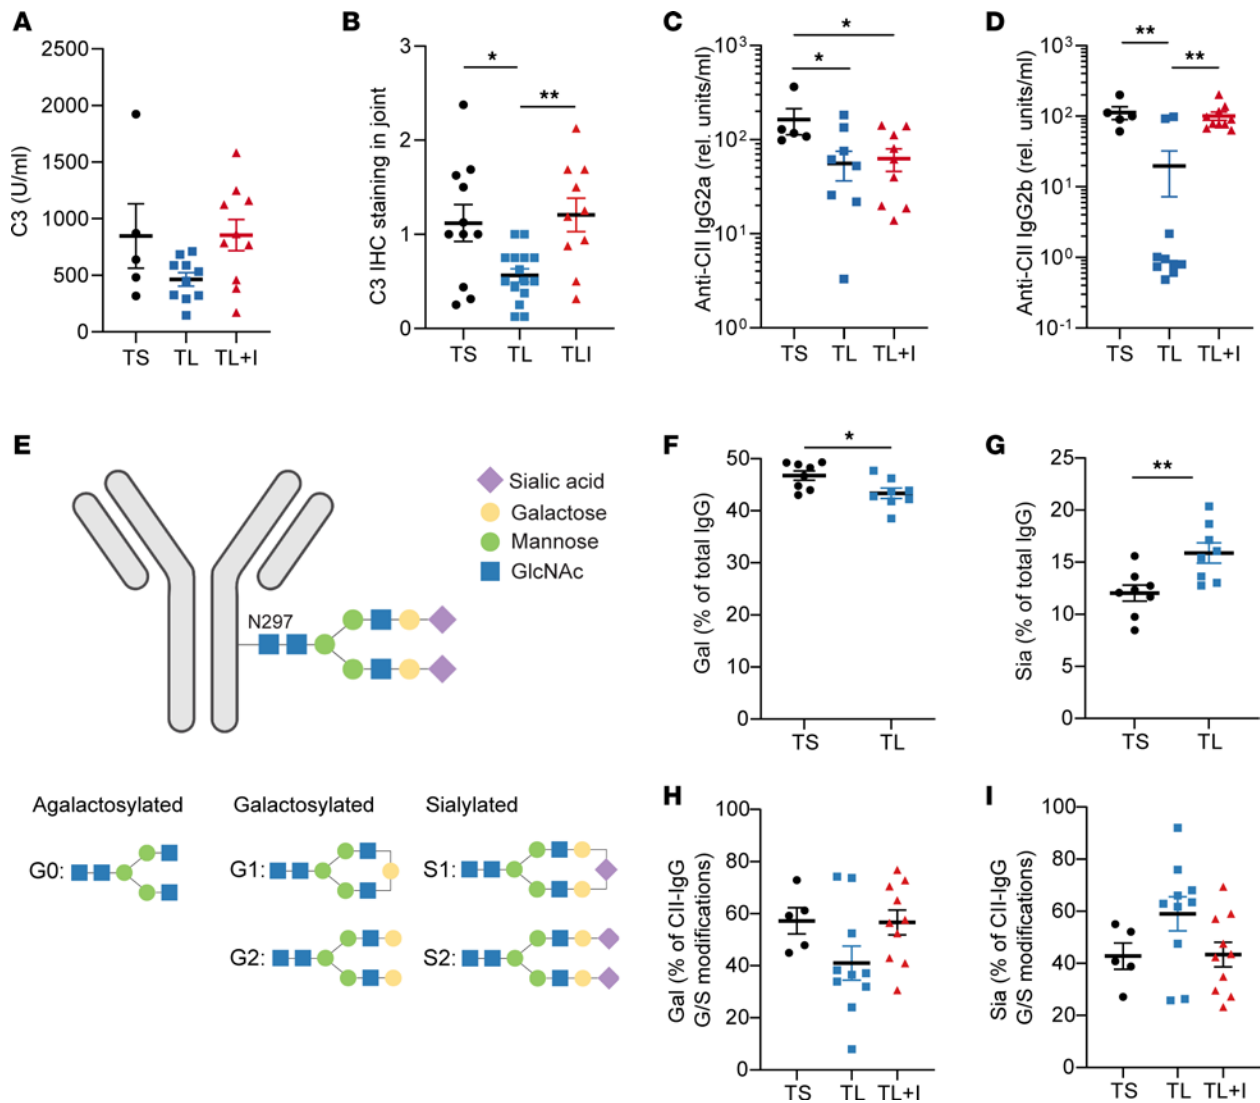 A
C3 (U/ml)
2500
2000
1500
1000
500
0
TS TL TL+I
B
C3 IHC staining in joint
3
2
1
0
* **
TS TL TLI
C
Anti-CII IgG2a (rel. units/ml)
10³
10²
10¹
10⁰
*
*
TS TL TL+I
D
Anti-CII IgG2b (rel. units/ml)
10³
10²
10¹
10⁰
10⁻¹
**
**
TS TL TL+I
E
N297
Sialic acid
Galactose
Mannose
GlcNAc
Agalactosylated
Galactosylated
Sialylated
G0:
G1:
S1:
G2:
S2:
F
Gal (% of total IgG)
50
40
30
20
10
0
*
TS TL
G
Sia (% of total IgG)
25
20
15
10
5
0
**
TS TL
H
Gal (% of CII-IgG
G/S modifications)
100
80
60
40
20
0
TS TL TL+I
I
Sia (% of CII-IgG
G/S modifications)
100
80
60
40
20
0
TS TL TL+I